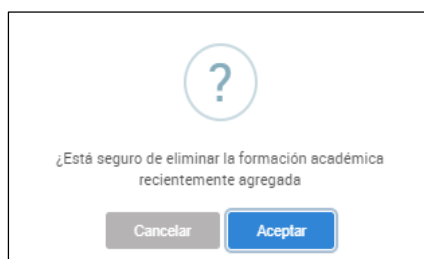 ?
¿Está seguro de eliminar la formación académica
recientemente agregada
Cancelar
Aceptar